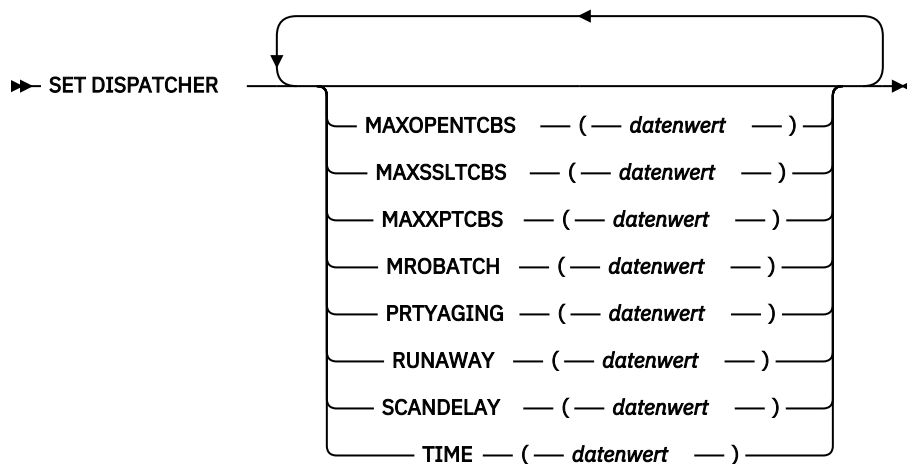 SET DISPATCHER
MAXOPENTCBS ( datenwert )
MAXSSLTCBS ( datenwert )
MAXXPTCBS ( datenwert )
MROBATCH ( datenwert )
PRTYAGING ( datenwert )
RUNAWAY ( datenwert )
SCANDELAY ( datenwert )
TIME ( datenwert )